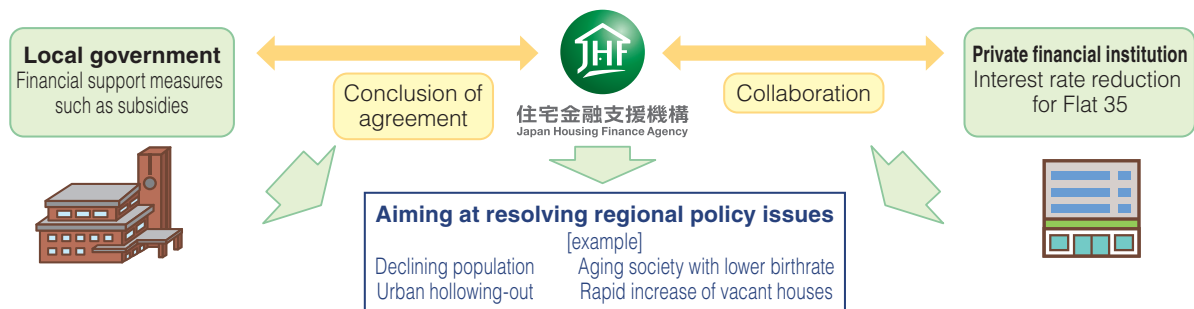 Local government
Financial support measures
such as subsidies
Conclusion of
agreement
JHF
住宅金融支援機構
Japan Housing Finance Agency
Collaboration
Private financial institution
Interest rate reduction
for Flat 35
Aiming at resolving regional policy issues
[example]
Declining population Aging society with lower birthrate
Urban hollowing-out Rapid increase of vacant houses